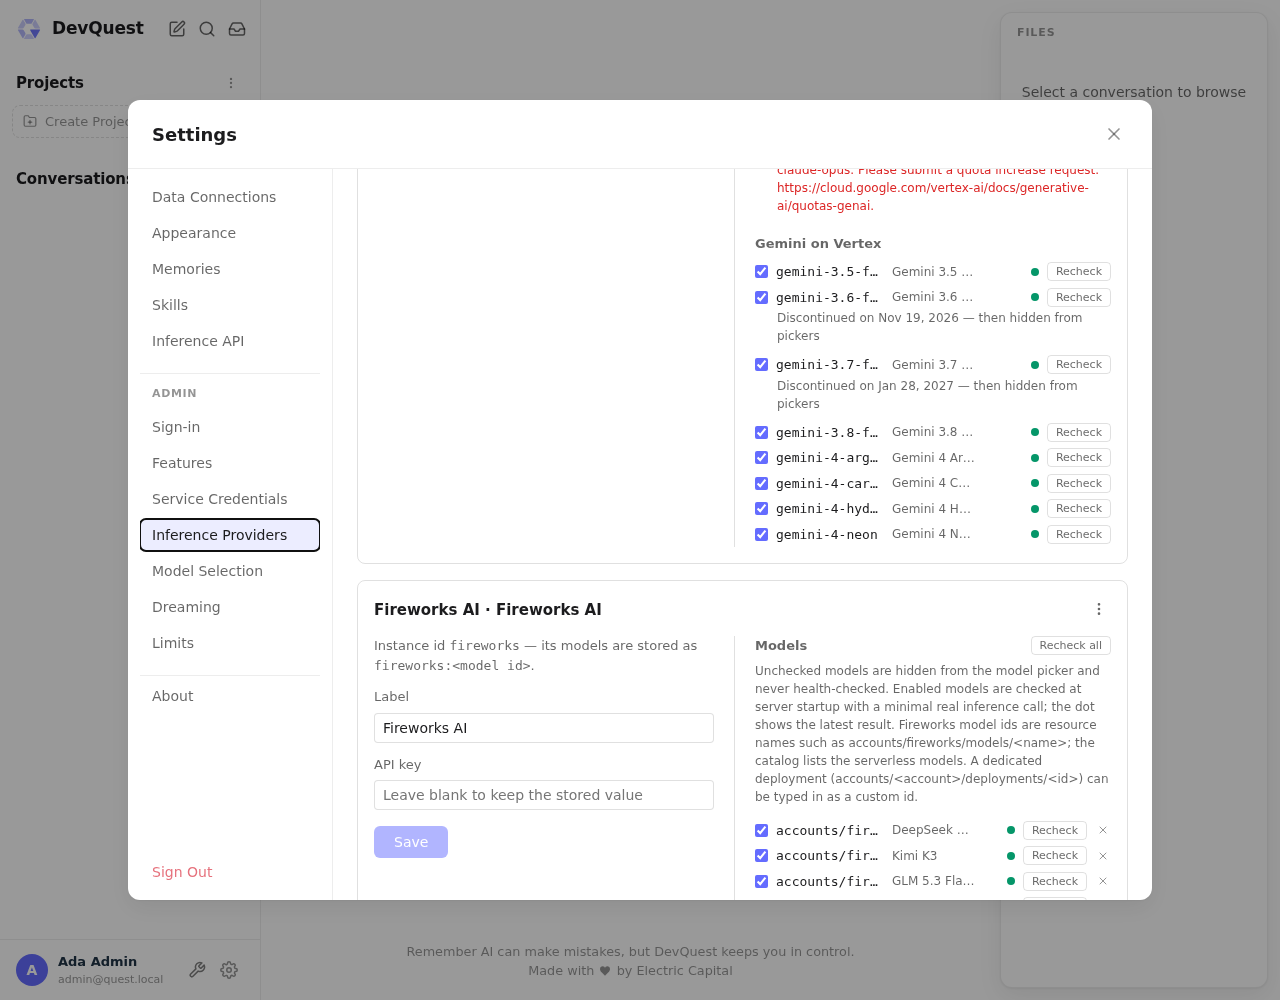 DevQuest
Projects
Create Projec
Conversations
FILES
Select a conversation to browse
Settings
Data Connections
Appearance
Memories
Skills
Inference API
ADMIN
Sign-in
Features
Service Credentials
Inference Providers
Model Selection
Dreaming
Limits
About
Sign Out
claude-opus. Please submit a quota increase request.
https://cloud.google.com/vertex-ai/docs/generative-
ai/quotas-genai.
Gemini on Vertex
gemini-3.5-f… Gemini 3.5 … Recheck
gemini-3.6-f… Gemini 3.6 … Recheck
Discontinued on Nov 19, 2026 — then hidden from
pickers
gemini-3.7-f… Gemini 3.7 … Recheck
Discontinued on Jan 28, 2027 — then hidden from
pickers
gemini-3.8-f… Gemini 3.8 … Recheck
gemini-4-arg… Gemini 4 Ar… Recheck
gemini-4-car… Gemini 4 C… Recheck
gemini-4-hyd… Gemini 4 H… Recheck
gemini-4-neon Gemini 4 N… Recheck
Fireworks AI · Fireworks AI
Instance id fireworks — its models are stored as
fireworks:<model id>.
Label
Fireworks AI
API key
Leave blank to keep the stored value
Save
Models Recheck all
Unchecked models are hidden from the model picker and
never health-checked. Enabled models are checked at
server startup with a minimal real inference call; the dot
shows the latest result. Fireworks model ids are resource
names such as accounts/fireworks/models/<name>; the
catalog lists the serverless models. A dedicated
deployment (accounts/<account>/deployments/<id>) can
be typed in as a custom id.
accounts/fir… DeepSeek … Recheck
accounts/fir… Kimi K3 Recheck
accounts/fir… GLM 5.3 Fla… Recheck
Remember AI can make mistakes, but DevQuest keeps you in control.
Made with ♥ by Electric Capital
A
Ada Admin
admin@quest.local